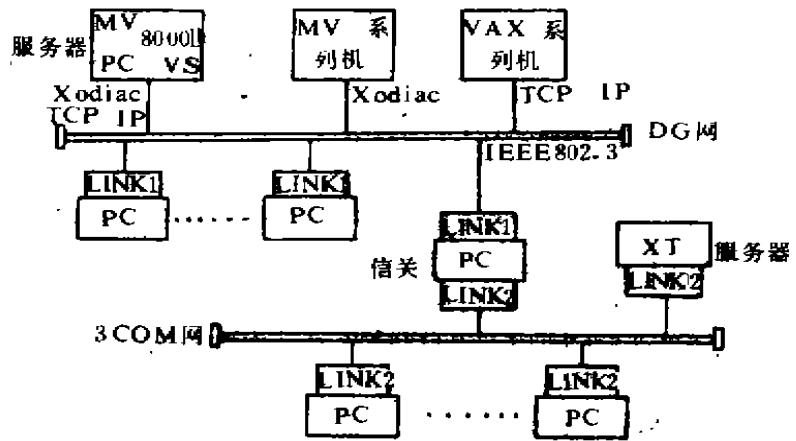 服务器
MV 8000Ⅱ
PC VS
MV 系
列机
VAX 系
列机
Xodiac
TCP IP
Xodiac
TCP IP
DG网
IEEE802.3
LINK1
PC
......
LINK1
PC
LINK1
信关 PC
LINK2
XT
服务器
LINK2
3COM网
LINK2
PC
......
LINK2
PC